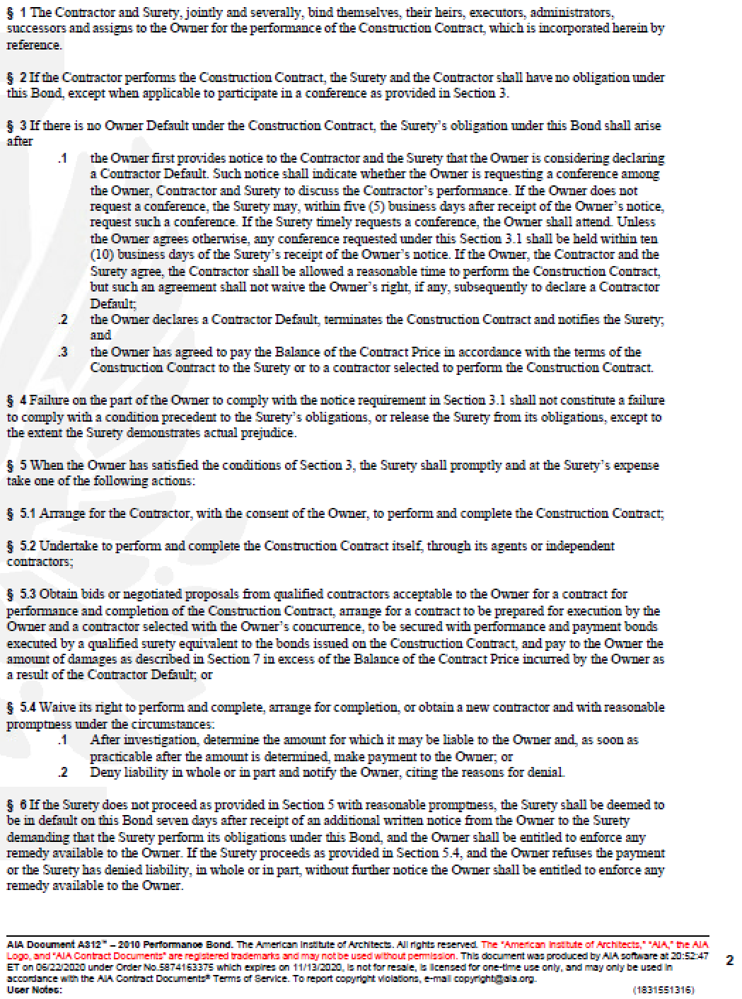 § 1 The Contractor and Surety, jointly and severally, bind themselves, their heirs, executors, administrators,
successors and assigns to the Owner for the performance of the Construction Contract, which is incorporated herein by
reference.
§ 2 If the Contractor performs the Construction Contract, the Surety and the Contractor shall have no obligation under
this Bond, except when applicable to participate in a conference as provided in Section 3.
§ 3 If there is no Owner Default under the Construction Contract, the Surety's obligation under this Bond shall arise
after
.1 the Owner first provides notice to the Contractor and the Surety that the Owner is considering declaring
a Contractor Default. Such notice shall indicate whether the Owner is requesting a conference among
the Owner, Contractor and Surety to discuss the Contractor's performance. If the Owner does not
request a conference, the Surety may, within five (5) business days after receipt of the Owner's notice,
request such a conference. If the Surety timely requests a conference, the Owner shall attend. Unless
the Owner agrees otherwise, any conference requested under this Section 3.1 shall be held within ten
(10) business days of the Surety's receipt of the Owner's notice. If the Owner, the Contractor and the
Surety agree, the Contractor shall be allowed a reasonable time to perform the Construction Contract,
but such an agreement shall not waive the Owner's right, if any, subsequently to declare a Contractor
Default;
.2 the Owner declares a Contractor Default, terminates the Construction Contract and notifies the Surety;
and
.3 the Owner has agreed to pay the Balance of the Contract Price in accordance with the terms of the
Construction Contract to the Surety or to a contractor selected to perform the Construction Contract.
§ 4 Failure on the part of the Owner to comply with the notice requirement in Section 3.1 shall not constitute a failure
to comply with a condition precedent to the Surety's obligations, or release the Surety from its obligations, except to
the extent the Surety demonstrates actual prejudice.
§ 5 When the Owner has satisfied the conditions of Section 3, the Surety shall promptly and at the Surety's expense
take one of the following actions:
§ 5.1 Arrange for the Contractor, with the consent of the Owner, to perform and complete the Construction Contract;
§ 5.2 Undertake to perform and complete the Construction Contract itself, through its agents or independent
contractors;
§ 5.3 Obtain bids or negotiated proposals from qualified contractors acceptable to the Owner for a contract for
performance and completion of the Construction Contract, arrange for a contract to be prepared for execution by the
Owner and a contractor selected with the Owner's concurrence, to be secured with performance and payment bonds
executed by a qualified surety equivalent to the bonds issued on the Construction Contract, and pay to the Owner the
amount of damages as described in Section 7 in excess of the Balance of the Contract Price incurred by the Owner as
a result of the Contractor Default; or
§ 5.4 Waive its right to perform and complete, arrange for completion, or obtain a new contractor and with reasonable
promptness under the circumstances:
.1 After investigation, determine the amount for which it may be liable to the Owner and, as soon as
practicable after the amount is determined, make payment to the Owner; or
.2 Deny liability in whole or in part and notify the Owner, citing the reasons for denial.
§ 6 If the Surety does not proceed as provided in Section 5 with reasonable promptness, the Surety shall be deemed to
be in default on this Bond seven days after receipt of an additional written notice from the Owner to the Surety
demanding that the Surety perform its obligations under this Bond, and the Owner shall be entitled to enforce any
remedy available to the Owner. If the Surety proceeds as provided in Section 5.4, and the Owner refuses the payment
or the Surety has denied liability, in whole or in part, without further notice the Owner shall be entitled to enforce any
remedy available to the Owner.
AIA Document A312™ – 2010 Performance Bond. The American Institute of Architects. All rights reserved. The "American Institute of Architects," "AIA," the AIA
Logo, and "AIA Contract Documents" are registered trademarks and may not be used without permission. This document was produced by AIA software at 20:52:47
ET on 06/22/2020 under Order No.5874163375 which expires on 11/13/2020, is not for resale, is licensed for one-time use only, and may only be used in
accordance with the AIA Contract Documents® Terms of Service. To report copyright violations, e-mail copyright@aia.org.
User Notes: (1831551316)
2